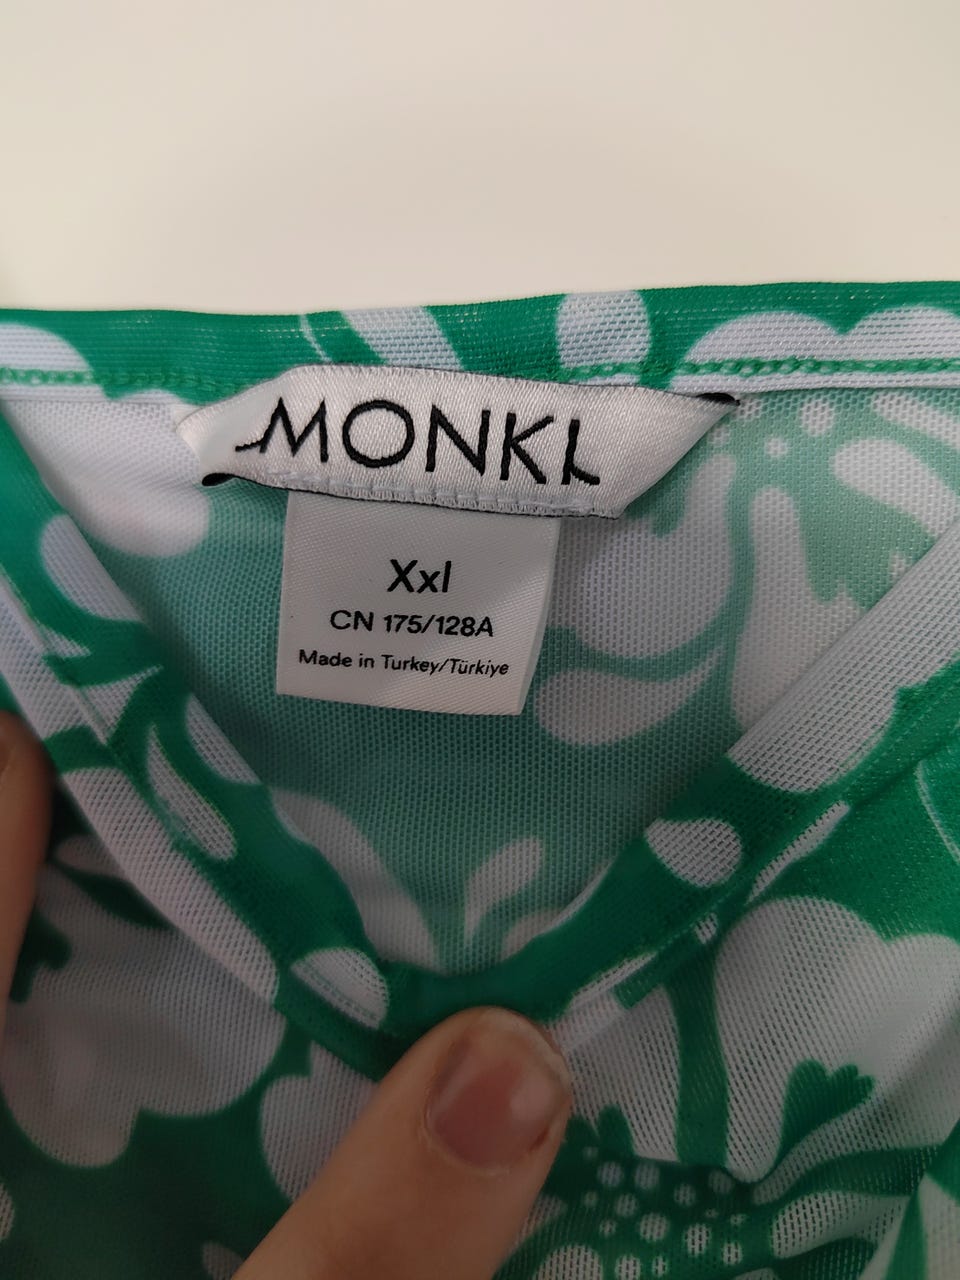 MONKI
Xxl
CN 175/128A
Made in Turkey/Türkiye